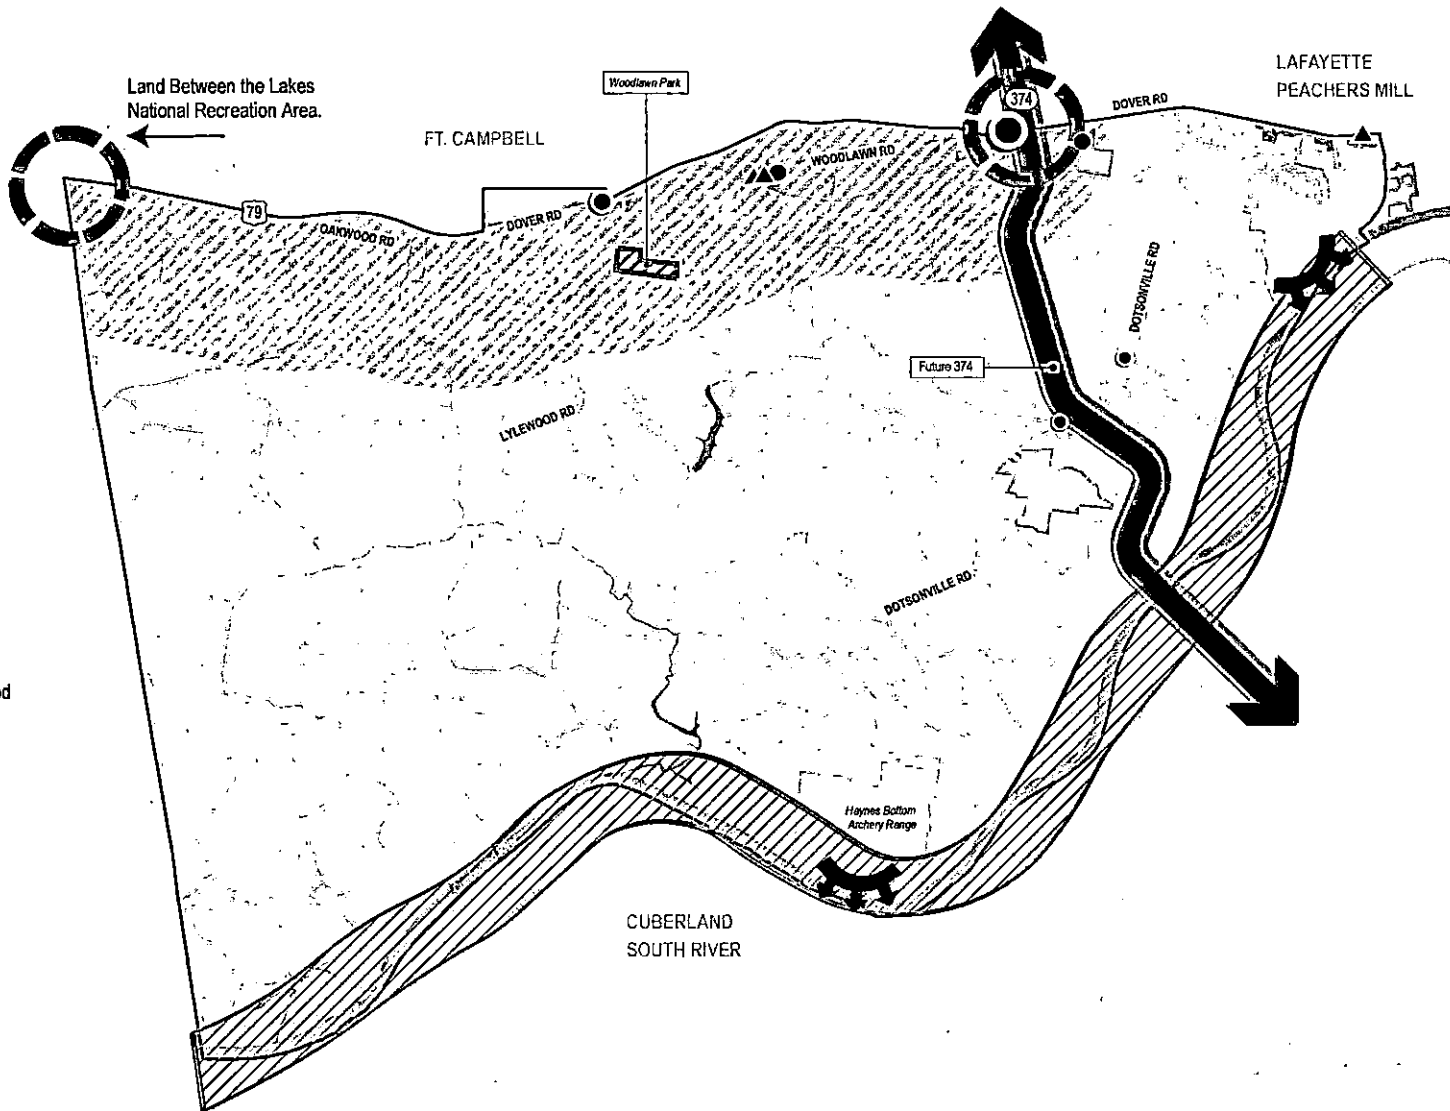 Land Between the Lakes
National Recreation Area.
Woodlawn Park
FT. CAMPBELL
374
DOVER RD
LAFAYETTE
PEACHERS MILL
WOODLAWN RD
79
OAKWOOD RD
DOVER RD
DOTSONVILLE RD
Future 374
LYLEWOOD RD
DOTSONVILLE RD
od
Haynes Bottom
Archery Range
CUBERLAND
SOUTH RIVER